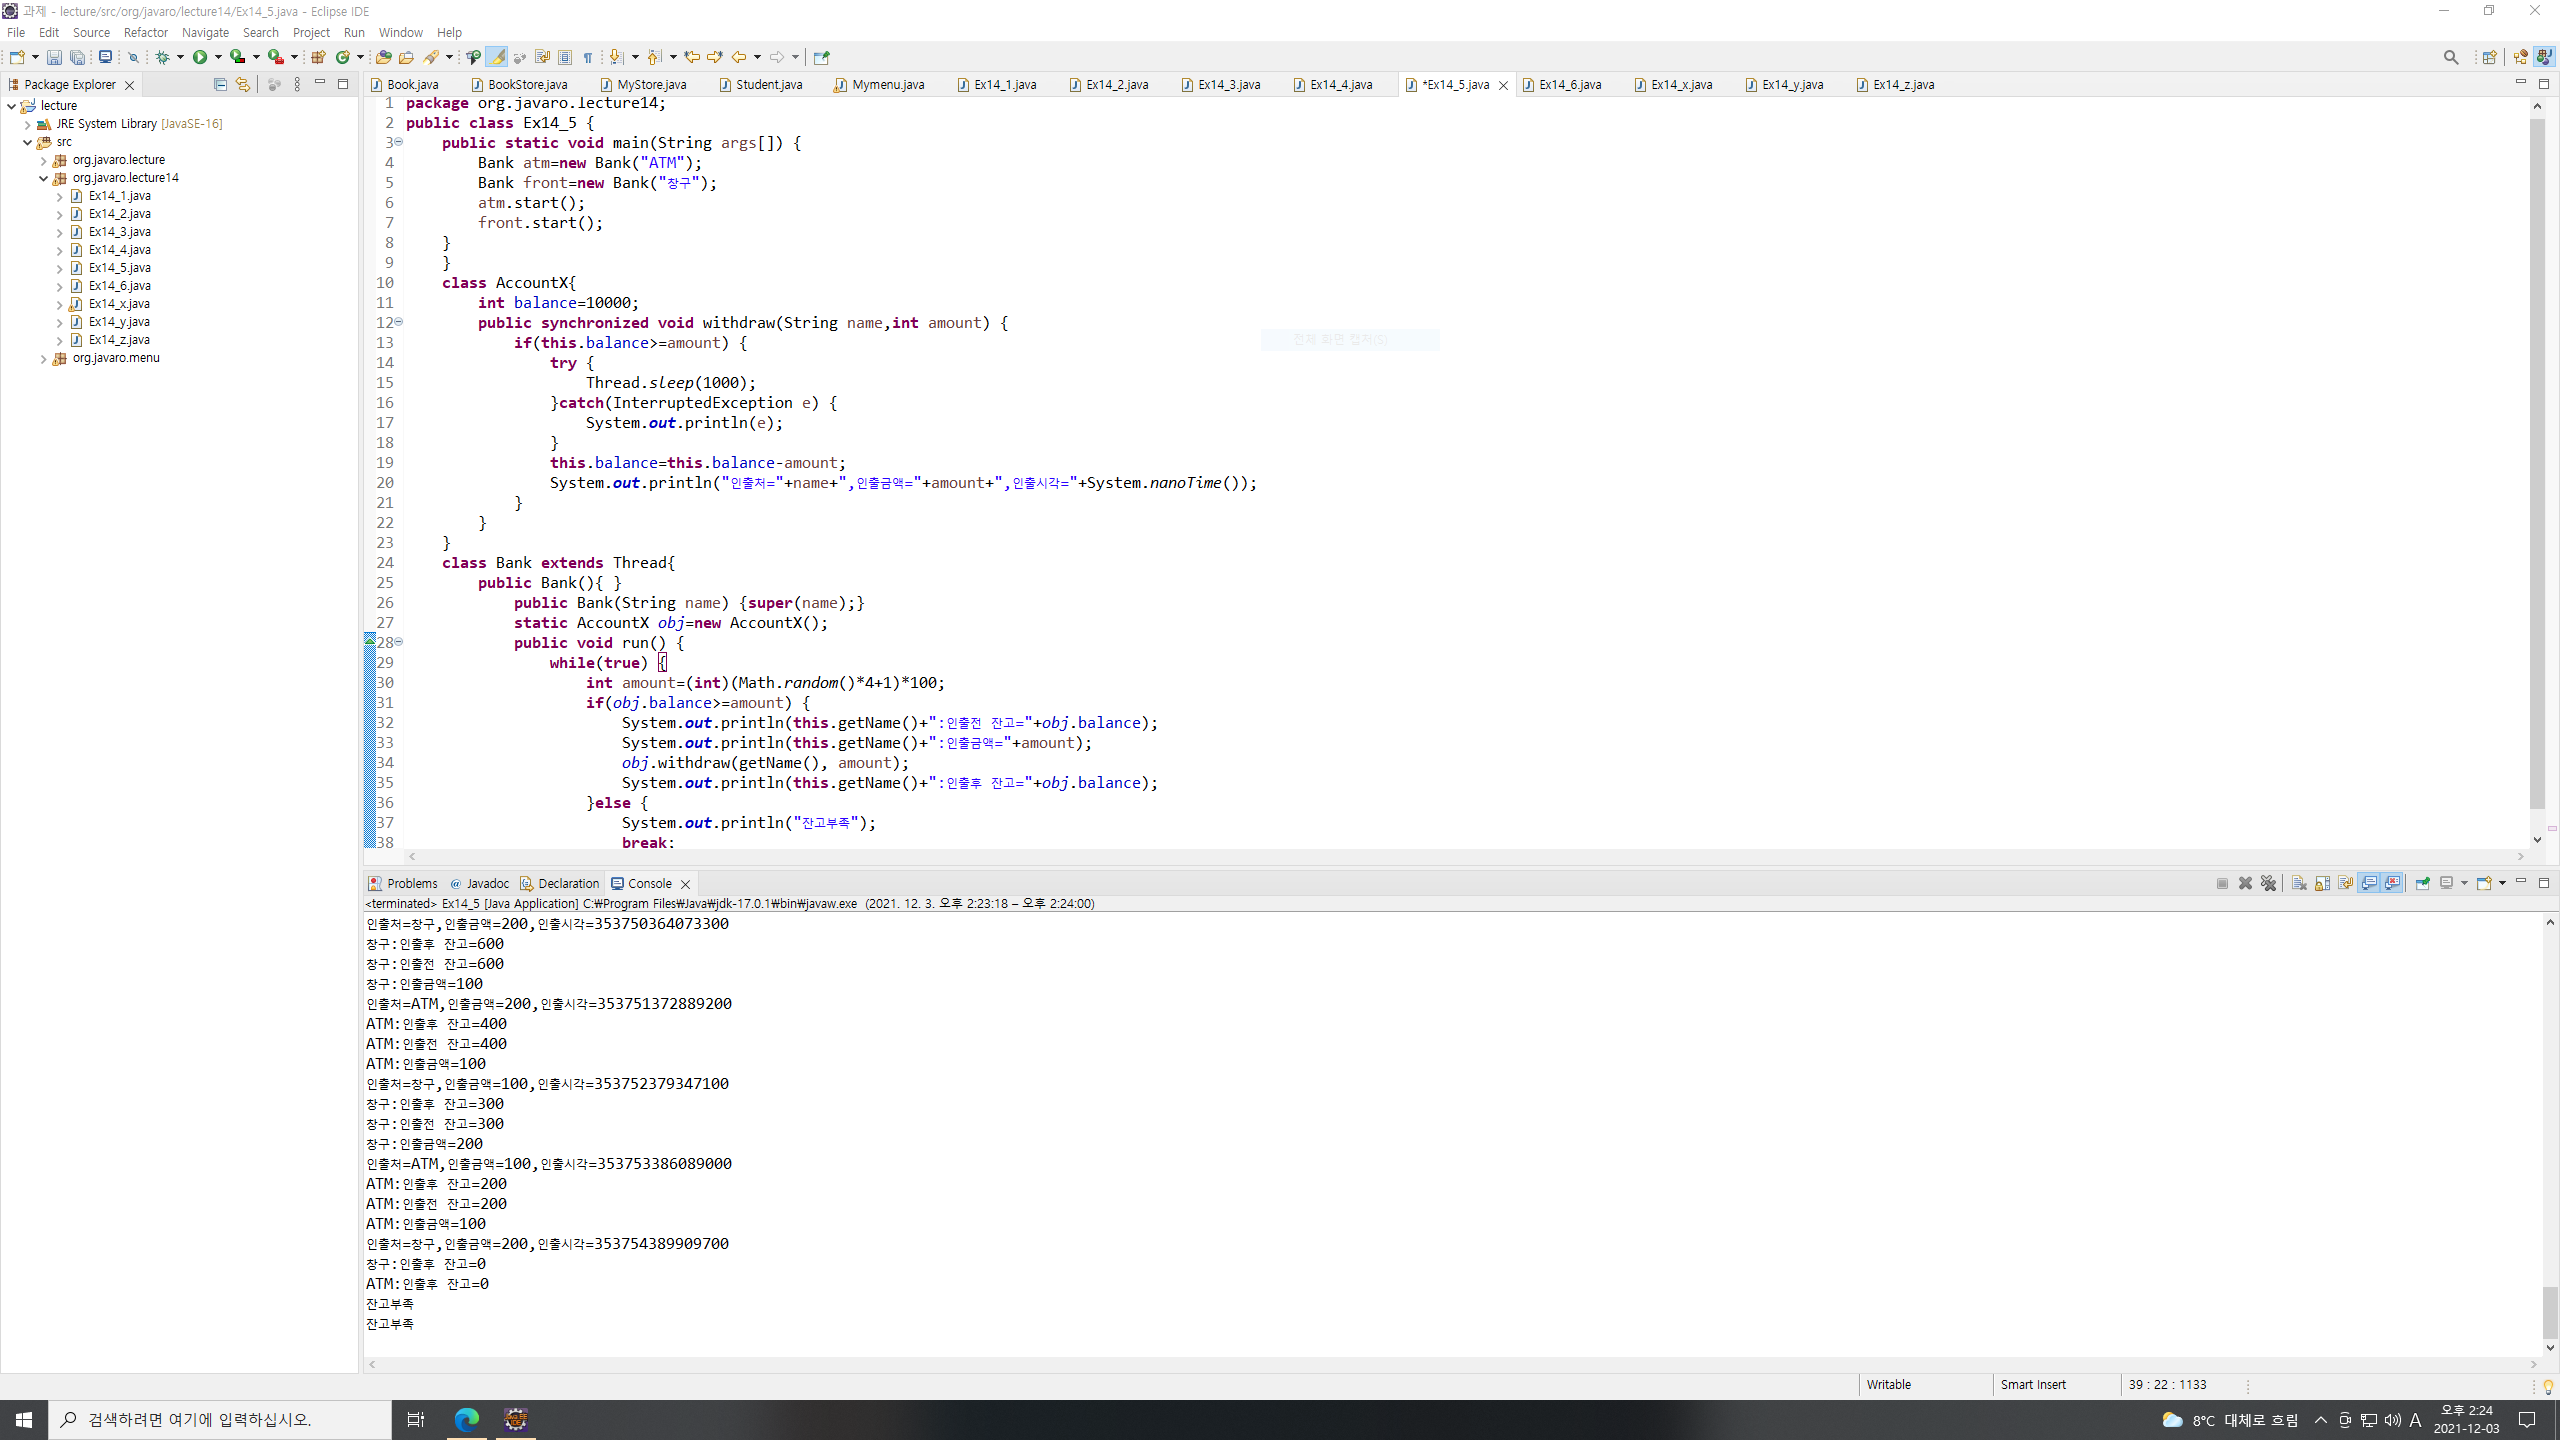 과제 - lecture/src/org/javaro/lecture14/Ex14_5.java - Eclipse IDE
File Edit Source Refactor Navigate Search Project Run Window Help
Package Explorer
lecture
JRE System Library [JavaSE-16]
src
org.javaro.lecture
org.javaro.lecture14
Ex14_1.java
Ex14_2.java
Ex14_3.java
Ex14_4.java
Ex14_5.java
Ex14_6.java
Ex14_x.java
Ex14_y.java
Ex14_z.java
org.javaro.menu
Book.java BookStore.java MyStore.java Student.java Mymenu.java Ex14_1.java Ex14_2.java Ex14_3.java Ex14_4.java *Ex14_5.java Ex14_6.java Ex14_x.java Ex14_y.java Ex14_z.java
1 package org.javaro.lecture14;
2 public class Ex14_5 {
3 public static void main(String args[]) {
4 Bank atm=new Bank("ATM");
5 Bank front=new Bank("창구");
6 atm.start();
7 front.start();
8 }
9 }
10 class AccountX{
11 int balance=10000;
12 public synchronized void withdraw(String name,int amount) {
13 if(this.balance>=amount) {
14 try {
15 Thread.sleep(1000);
16 }catch(InterruptedException e) {
17 System.out.println(e);
18 }
19 this.balance=this.balance-amount;
20 System.out.println("인출처="+name+",인출금액="+amount+",인출시각="+System.nanoTime());
21 }
22 }
23 }
24 class Bank extends Thread{
25 public Bank(){ }
26 public Bank(String name) {super(name);}
27 static AccountX obj=new AccountX();
28 public void run() {
29 while(true) {
30 int amount=(int)(Math.random()*4+1)*100;
31 if(obj.balance>=amount) {
32 System.out.println(this.getName()+":인출전 잔고="+obj.balance);
33 System.out.println(this.getName()+":인출금액="+amount);
34 obj.withdraw(getName(), amount);
35 System.out.println(this.getName()+":인출후 잔고="+obj.balance);
36 }else {
37 System.out.println("잔고부족");
38 break;
전체 화면 캡처(S)
Problems Javadoc Declaration Console
<terminated> Ex14_5 [Java Application] C:₩Program Files₩Java₩jdk-17.0.1₩bin₩javaw.exe (2021. 12. 3. 오후 2:23:18 – 오후 2:24:00)
인출처=창구,인출금액=200,인출시각=353750364073300
창구:인출후 잔고=600
창구:인출전 잔고=600
창구:인출금액=100
인출처=ATM,인출금액=200,인출시각=353751372889200
ATM:인출후 잔고=400
ATM:인출전 잔고=400
ATM:인출금액=100
인출처=창구,인출금액=100,인출시각=353752379347100
창구:인출후 잔고=300
창구:인출전 잔고=300
창구:인출금액=200
인출처=ATM,인출금액=100,인출시각=353753386089000
ATM:인출후 잔고=200
ATM:인출전 잔고=200
ATM:인출금액=100
인출처=창구,인출금액=200,인출시각=353754389909700
창구:인출후 잔고=0
ATM:인출후 잔고=0
잔고부족
잔고부족
Writable Smart Insert 39 : 22 : 1133
검색하려면 여기에 입력하십시오.
8°C 대체로 흐림 A 오후 2:24
2021-12-03